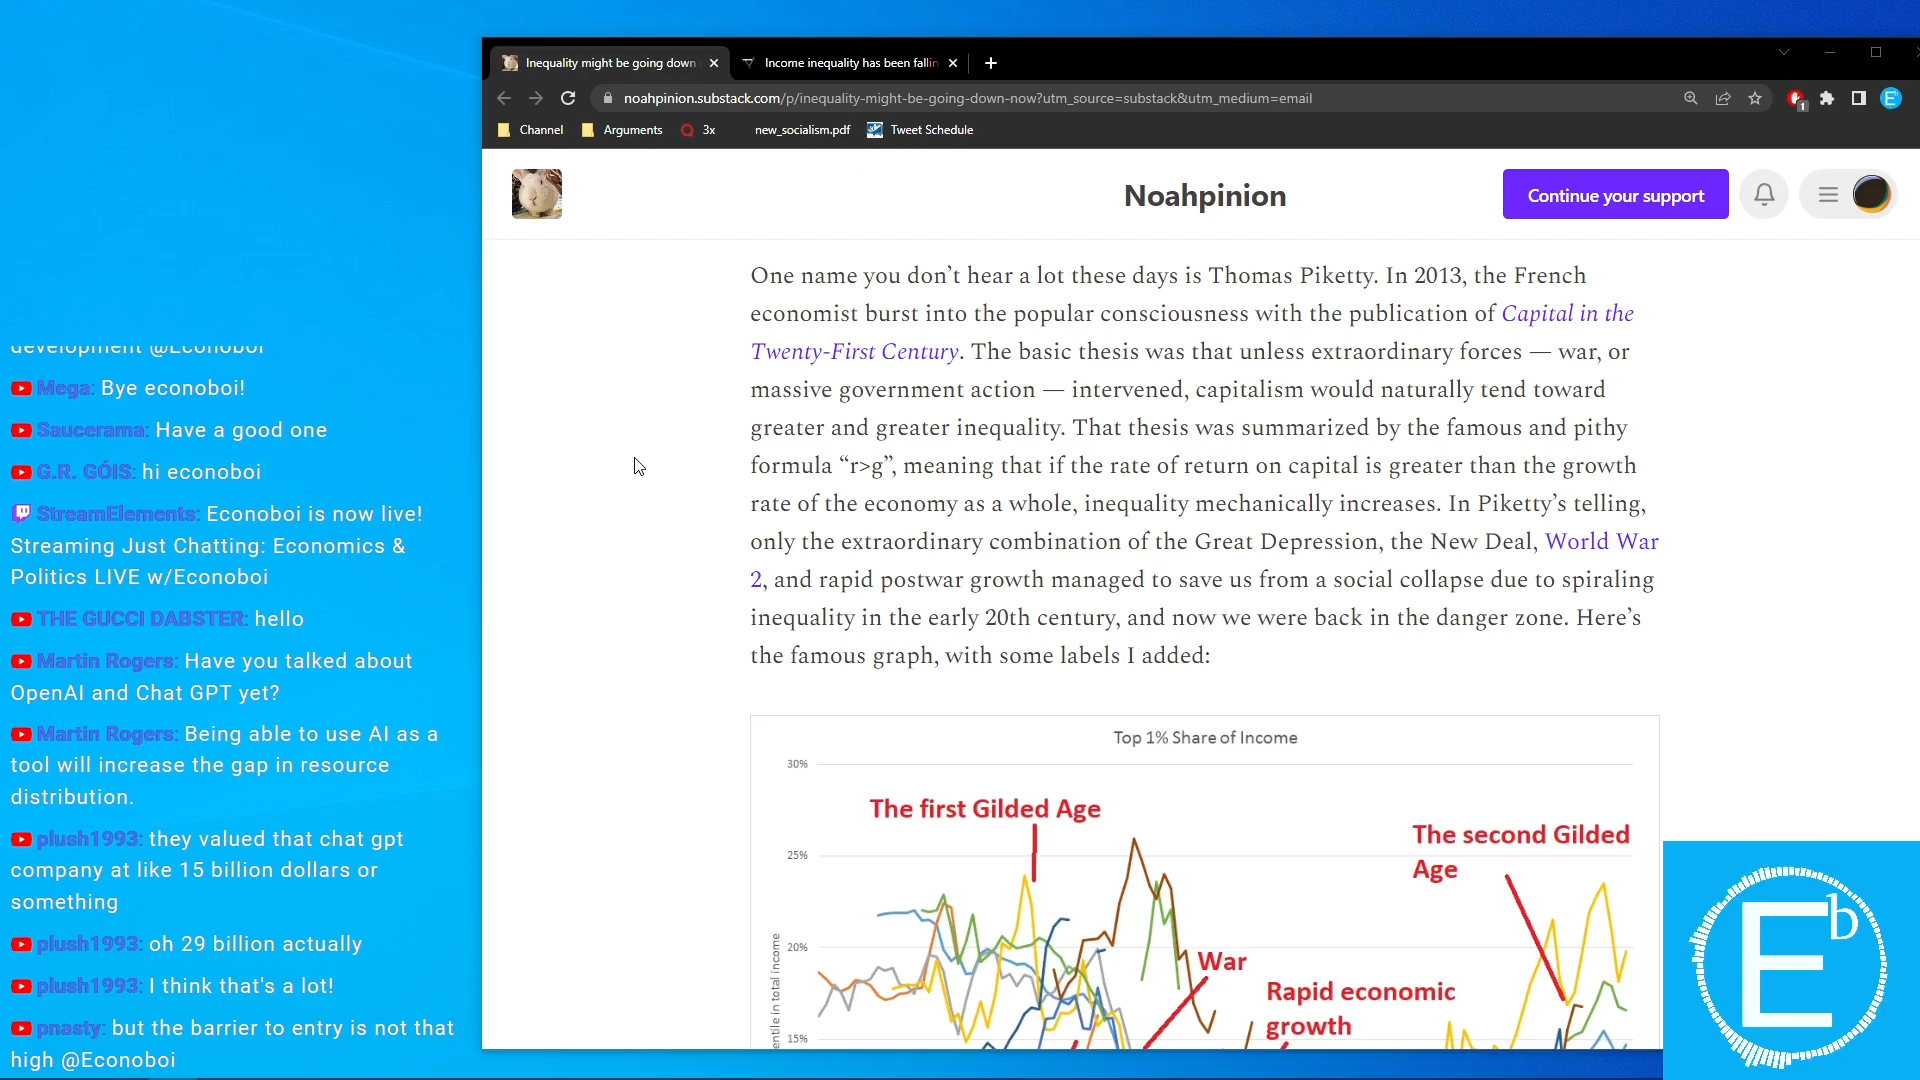 development @Econoboi
Mega: Bye econoboi!
Saucerama: Have a good one
G.R. GÓIS: hi econoboi
StreamElements: Econoboi is now live!
Streaming Just Chatting: Economics &
Politics LIVE w/Econoboi
THE GUCCI DABSTER: hello
Martin Rogers: Have you talked about
OpenAI and Chat GPT yet?
Martin Rogers: Being able to use AI as a
tool will increase the gap in resource
distribution.
plush1993: they valued that chat gpt
company at like 15 billion dollars or
something
plush1993: oh 29 billion actually
plush1993: I think that's a lot!
pnasty: but the barrier to entry is not that
high @Econoboi
Inequality might be going down
Income inequality has been fallin
noahpinion.substack.com/p/inequality-might-be-going-down-now?utm_source=substack&utm_medium=email
1
E
Channel
Arguments
3x
new_socialism.pdf
Tweet Schedule
Noahpinion
Continue your support
One name you don’t hear a lot these days is Thomas Piketty. In 2013, the French
economist burst into the popular consciousness with the publication of Capital in the
Twenty-First Century. The basic thesis was that unless extraordinary forces — war, or
massive government action — intervened, capitalism would naturally tend toward
greater and greater inequality. That thesis was summarized by the famous and pithy
formula “r>g”, meaning that if the rate of return on capital is greater than the growth
rate of the economy as a whole, inequality mechanically increases. In Piketty’s telling,
only the extraordinary combination of the Great Depression, the New Deal, World War
2, and rapid postwar growth managed to save us from a social collapse due to spiraling
inequality in the early 20th century, and now we were back in the danger zone. Here’s
the famous graph, with some labels I added:
Top 1% Share of Income
30%
The first Gilded Age
The second Gilded
Age
25%
20%
War
Rapid economic
growth
15%
entile in total income
Eb